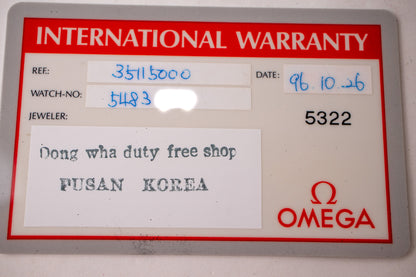 INTERNATIONAL WARRANTY
REF: 35115000 DATE: 96.10.26
WATCH-NO: 5483
5322
JEWELER:
Dong wha duty free shop
PUSAN KOREA
Ω
OMEGA